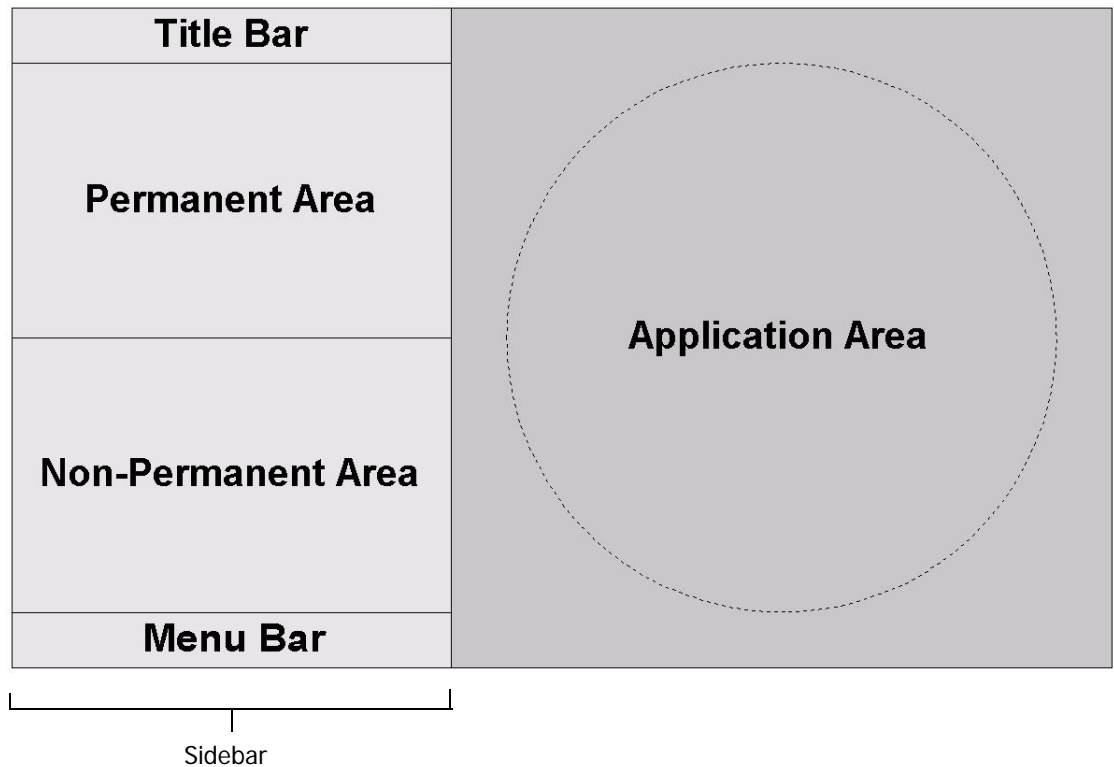 Title Bar
Permanent Area
Application Area
Non-Permanent Area
Menu Bar
Sidebar